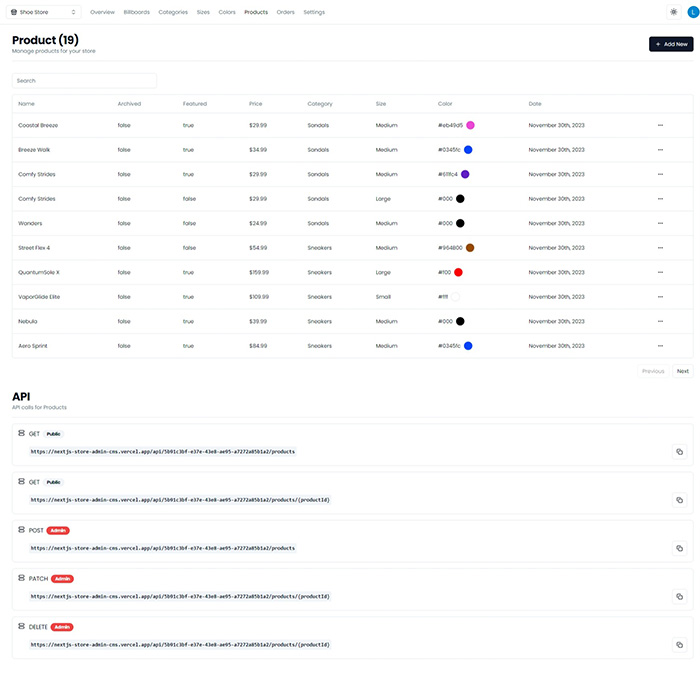 Shoe Store Overview Billboards Categories Sizes Colors Products Orders Settings L
Product (19)
Manage products for your store
+ Add New
Search
Name Archived Featured Price Category Size Color Date
Coastal Breeze false true $29.99 Sandals Medium #eb49d5 November 30th, 2023
Breeze Walk false true $34.99 Sandals Medium #0345fc November 30th, 2023
Comfy Strides false true $29.99 Sandals Medium November 30th, 2023
Comfy Strides false false $29.99 Sandals Large #000 November 30th, 2023
Wanders false false $24.99 Sandals Medium #000 November 30th, 2023
Street Flex 4 false false $54.99 Sneakers Medium #964B00 November 30th, 2023
QuantumSole X false true $159.99 Sneakers Large #f00 November 30th, 2023
VaporGlide Elite false true $109.99 Sneakers Small #fff November 30th, 2023
Nebula false true $39.99 Sneakers Medium #000 November 30th, 2023
Aero Sprint false true $84.99 Sneakers Medium #0345fc November 30th, 2023
Previous Next
API
API calls for Products
GET Public
https://nextjs-store-admin-cms.vercel.app/api/5b91c3bf-e37e-43e8-ae95-a7272a85b1a2/products
GET Public
https://nextjs-store-admin-cms.vercel.app/api/5b91c3bf-e37e-43e8-ae95-a7272a85b1a2/products/{productId}
POST Admin
https://nextjs-store-admin-cms.vercel.app/api/5b91c3bf-e37e-43e8-ae95-a7272a85b1a2/products
PATCH Admin
https://nextjs-store-admin-cms.vercel.app/api/5b91c3bf-e37e-43e8-ae95-a7272a85b1a2/products/{productId}
DELETE Admin
https://nextjs-store-admin-cms.vercel.app/api/5b91c3bf-e37e-43e8-ae95-a7272a85b1a2/products/{productId}